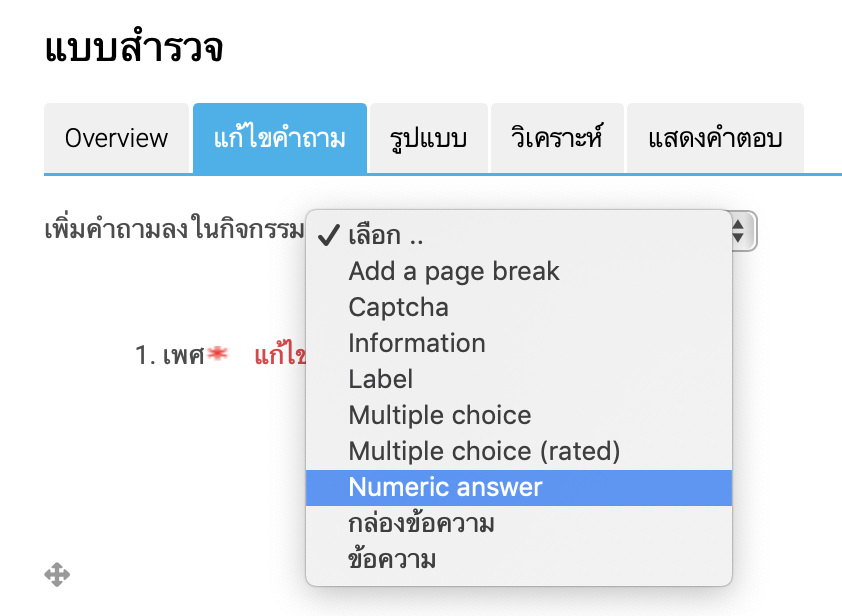 แบบสำรวจ
Overview แก้ไขคำถาม รูปแบบ วิเคราะห์ แสดงคำตอบ
เพิ่มคำถามลงในกิจกรรม
เลือก ..
Add a page break
Captcha
Information
1. เพศ แก้ไข
Label
Multiple choice
Multiple choice (rated)
Numeric answer
กล่องข้อความ
ข้อความ